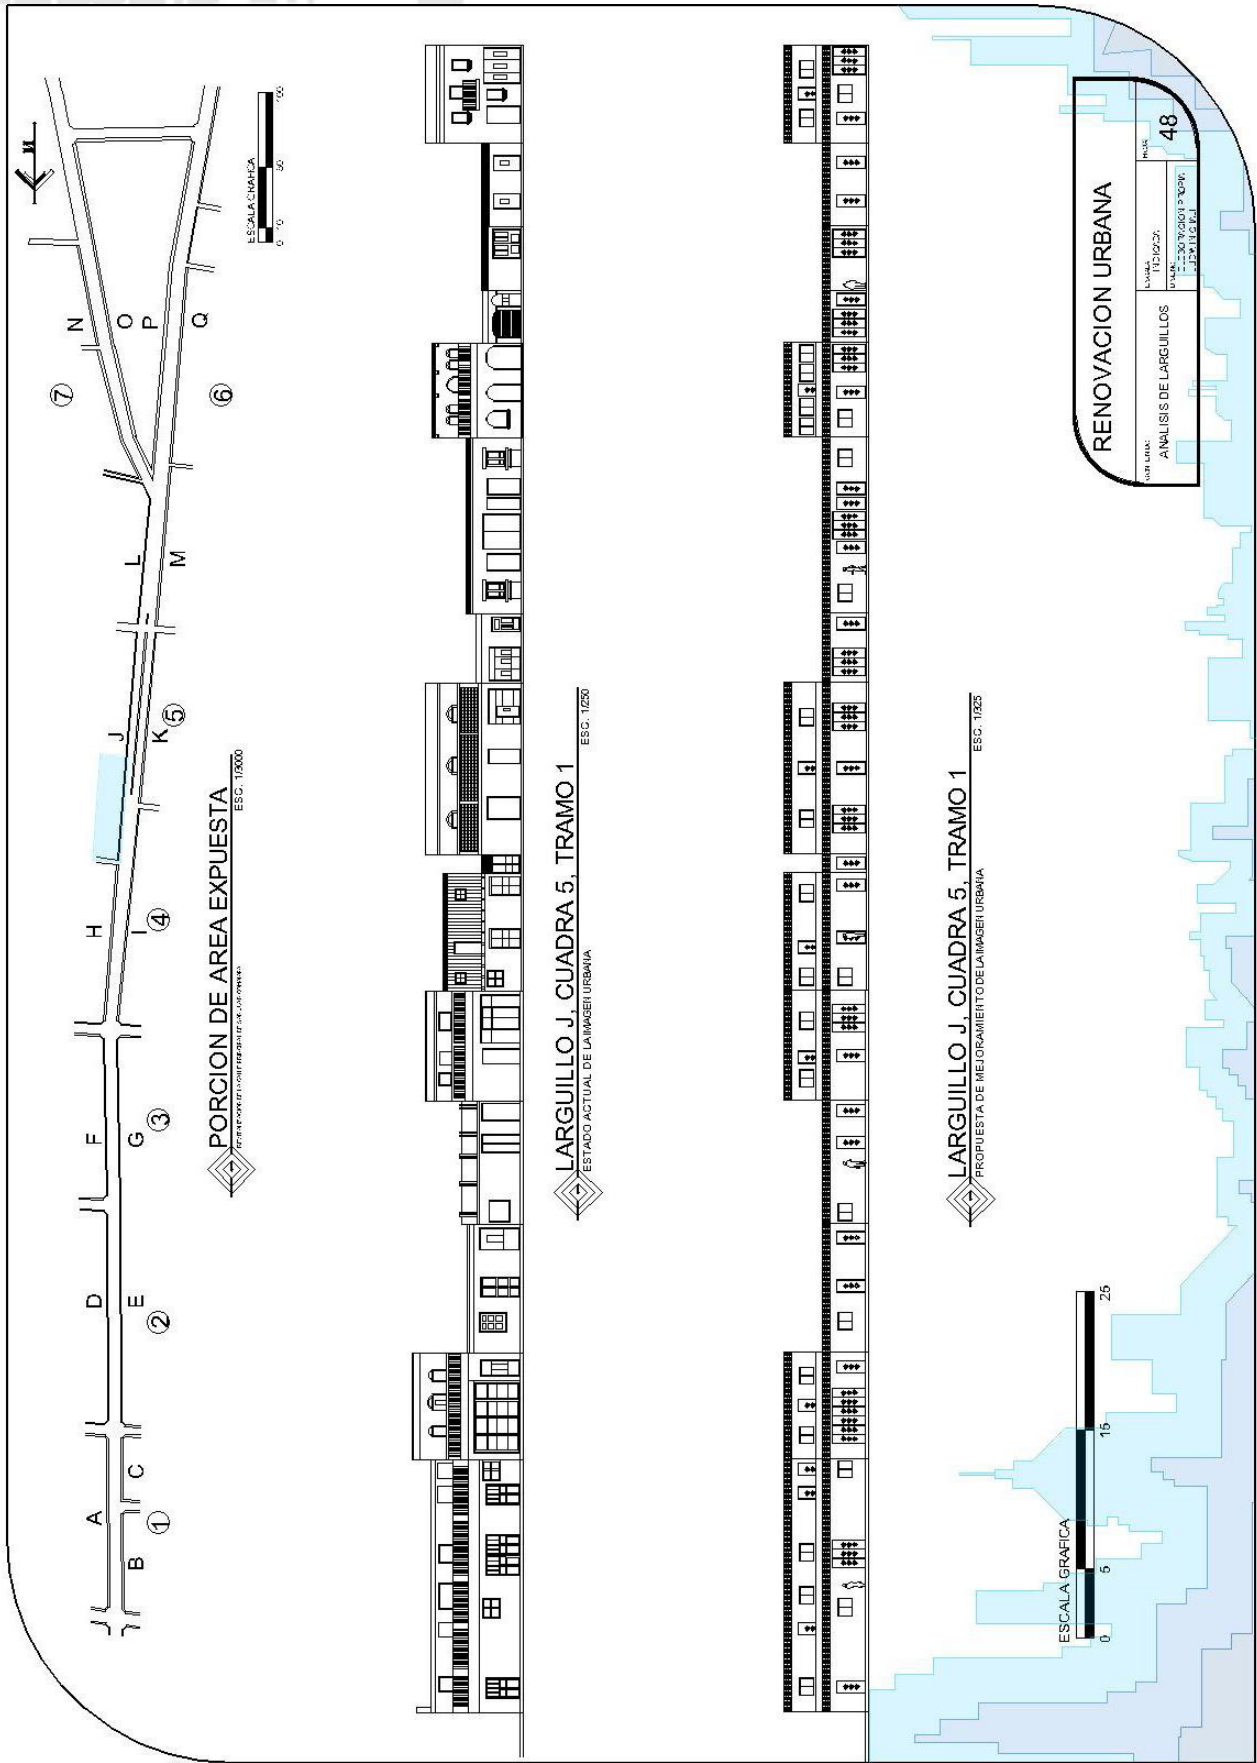 N
ESCALA GRAFICA
0 10 50 100
A
B
C
1
D
E
2
F
G
3
H
I
4
J
K
5
L
M
N
O
P
Q
6
7
PORCION DE AREA EXPUESTA
ESC. 1/3000
LARGUILLO J, CUADRA 5, TRAMO 1
ESTADO ACTUAL DE LA IMAGEN URBANA
ESC. 1/250
LARGUILLO J, CUADRA 5, TRAMO 1
PROPUESTA DE MEJORAMIENTO DE LA IMAGEN URBANA
ESC. 1/325
ESCALA GRAFICA
0 5 15 25
RENOVACION URBANA
ANALISIS DE LARGUILLOS
INDICADA
48